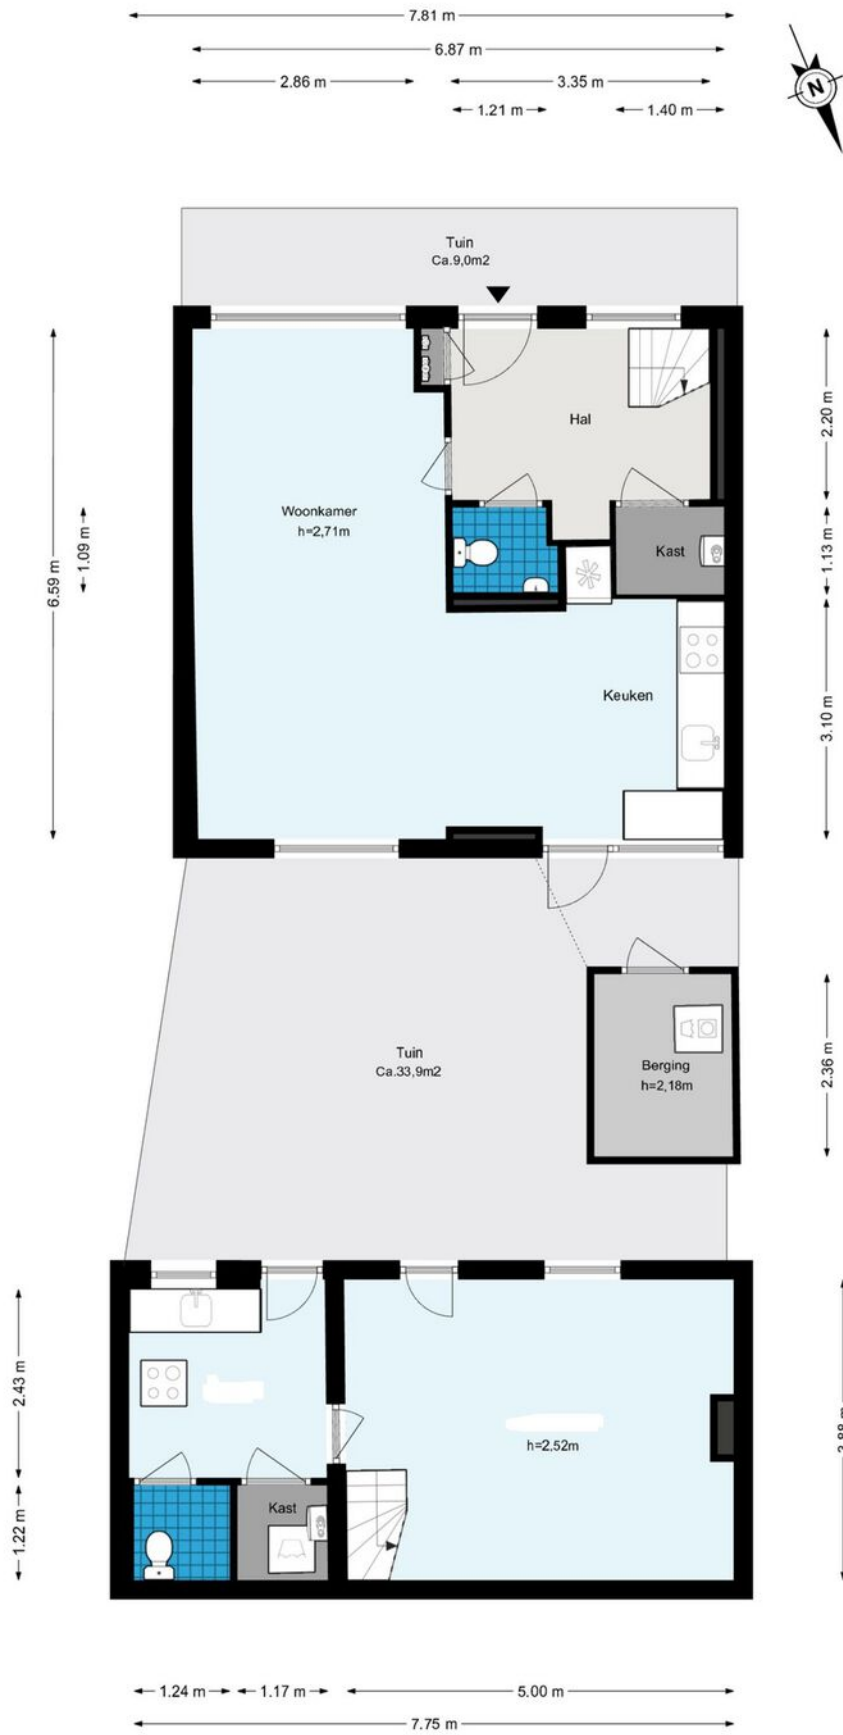 7.81 m
6.87 m
2.86 m
3.35 m
1.21 m
1.40 m
N
Tuin
Ca.9,0m2
Hal
Woonkamer
h=2,71m
Kast
Keuken
6.59 m
1.09 m
2.20 m
1.13 m
3.10 m
Tuin
Ca.33,9m2
Berging
h=2,18m
2.36 m
2.43 m
1.22 m
h=2,52m
Kast
3.88 m
1.24 m
1.17 m
5.00 m
7.75 m